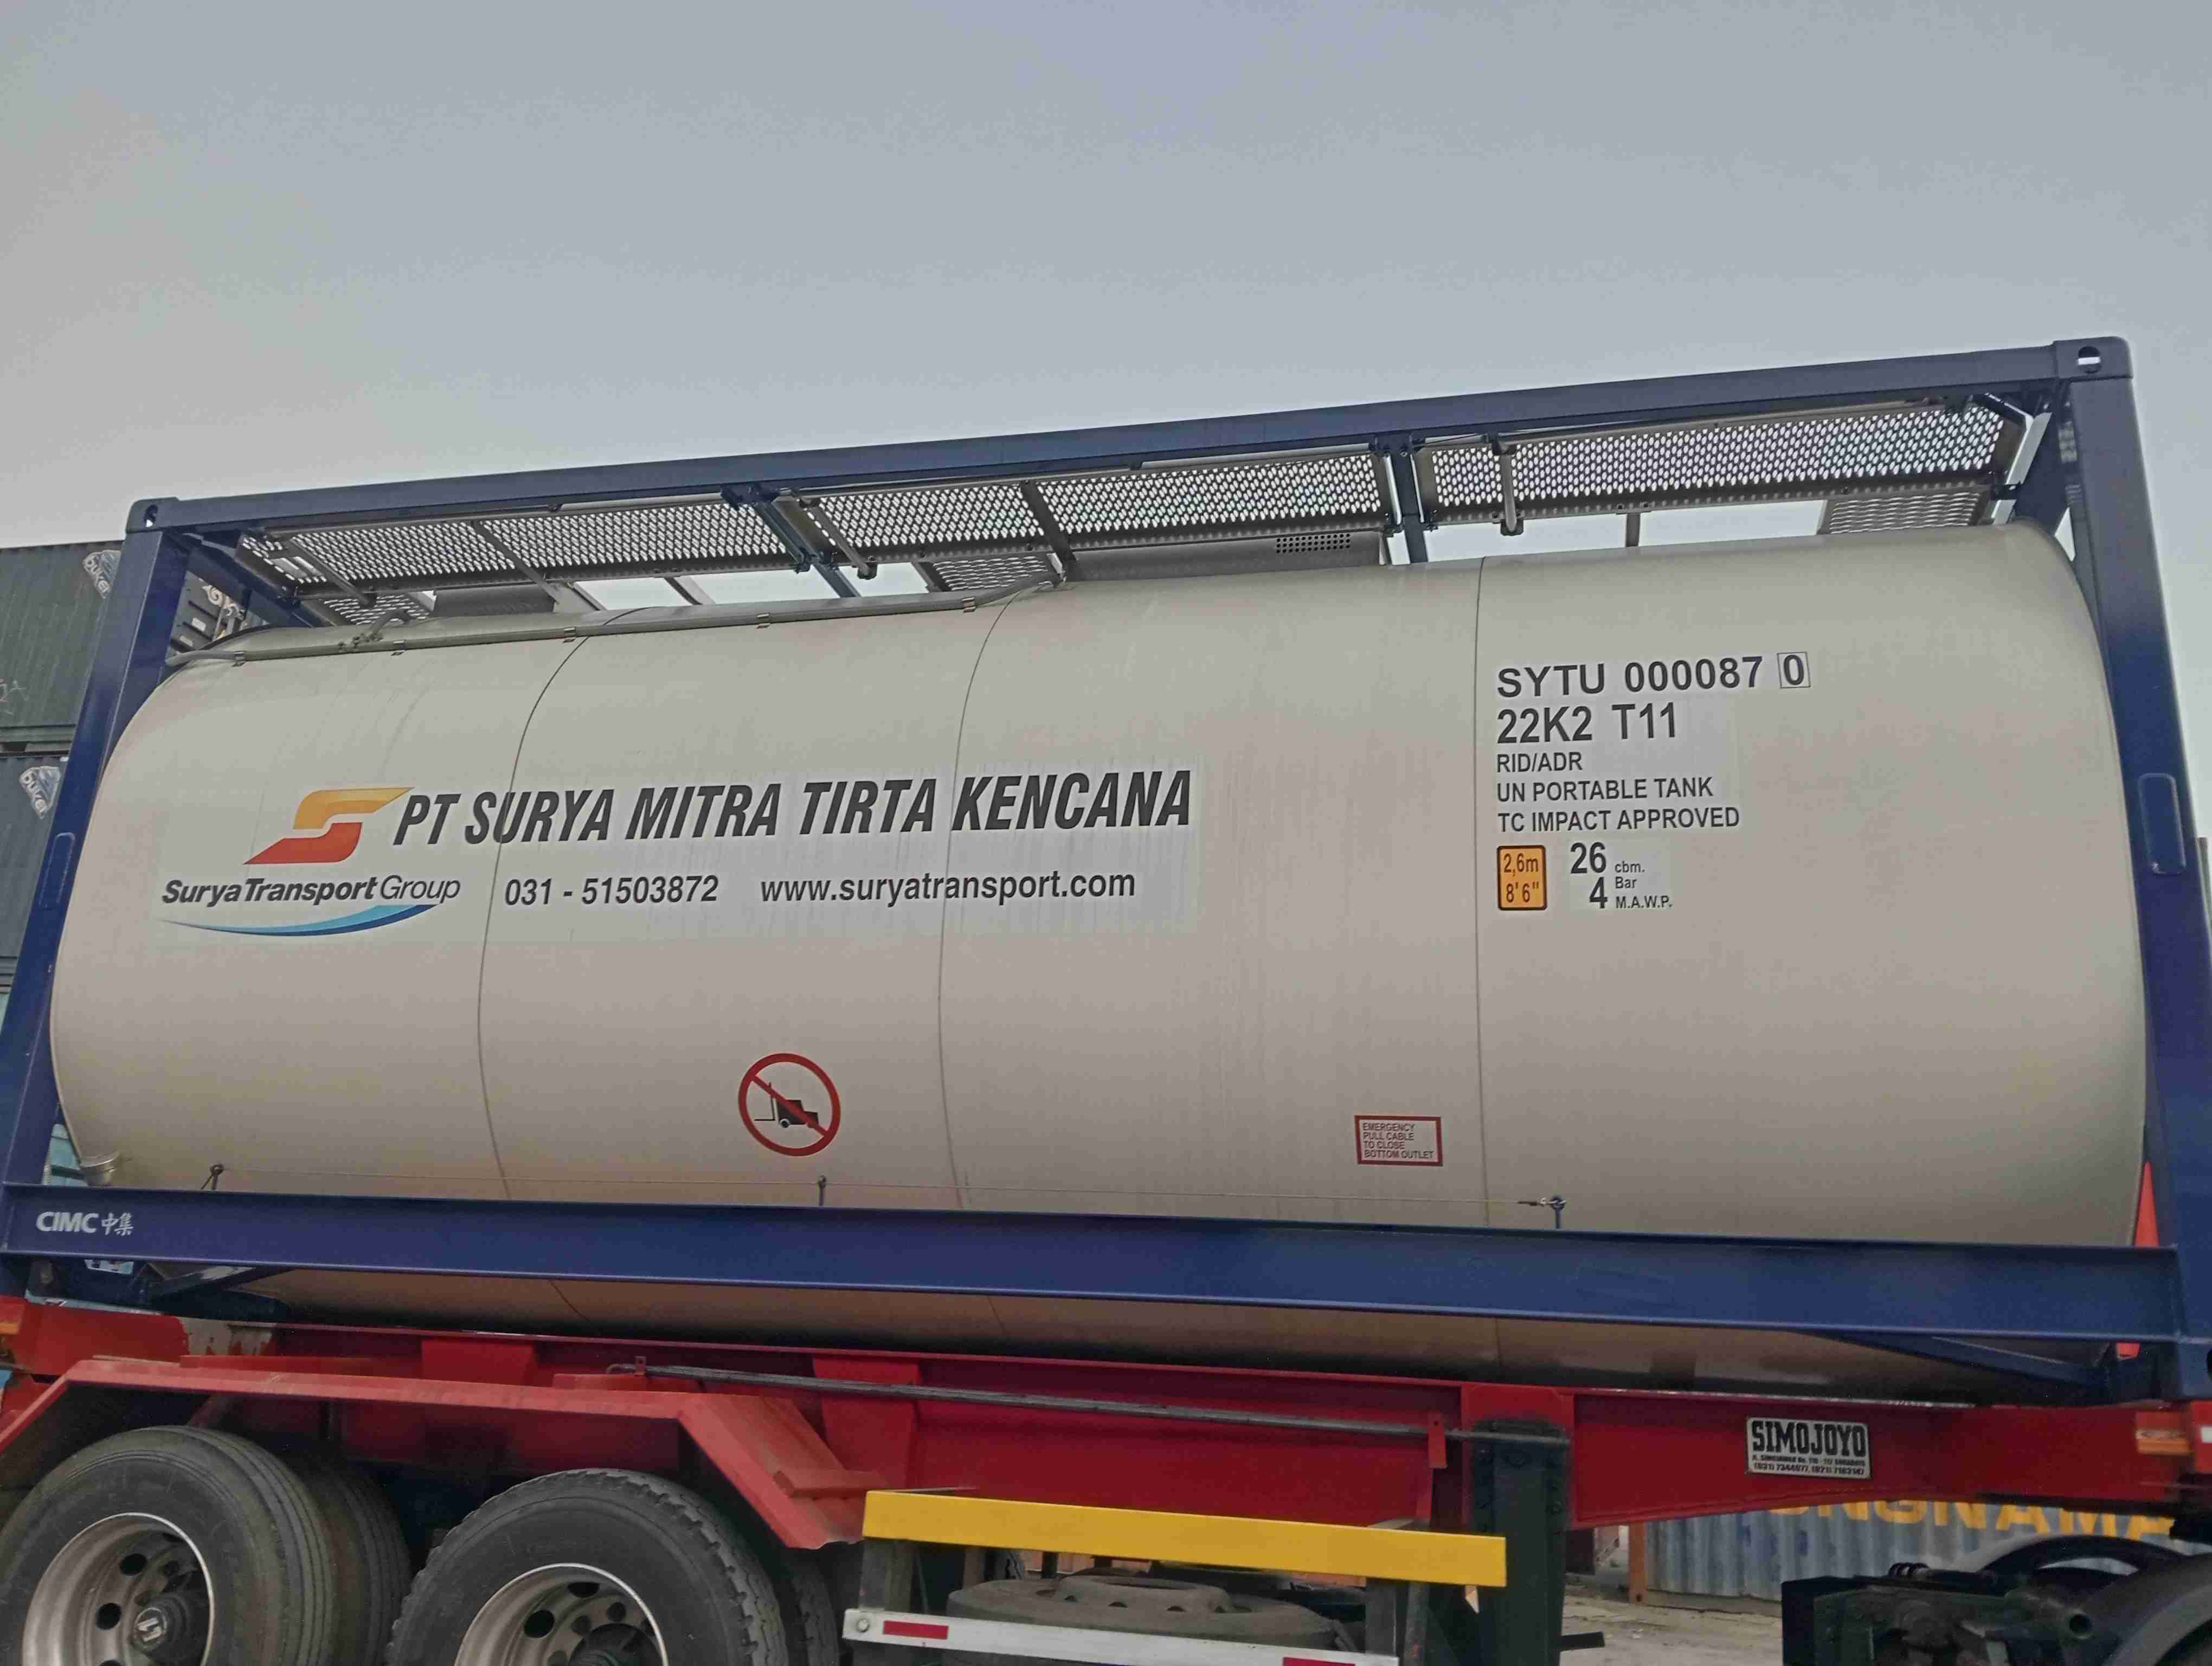 SYTU 000087 0
22K2 T11
RID/ADR
UN PORTABLE TANK
TC IMPACT APPROVED
2,6m
8'6"
26 cbm.
4 Bar
M.A.W.P.
PT SURYA MITRA TIRTA KENCANA
SuryaTransportGroup
031 - 51503872
www.suryatransport.com
EMERGENCY
PULL CABLE
TO CLOSE
BOTTOM OUTLET
CIMC 中集
SIMOJOYO